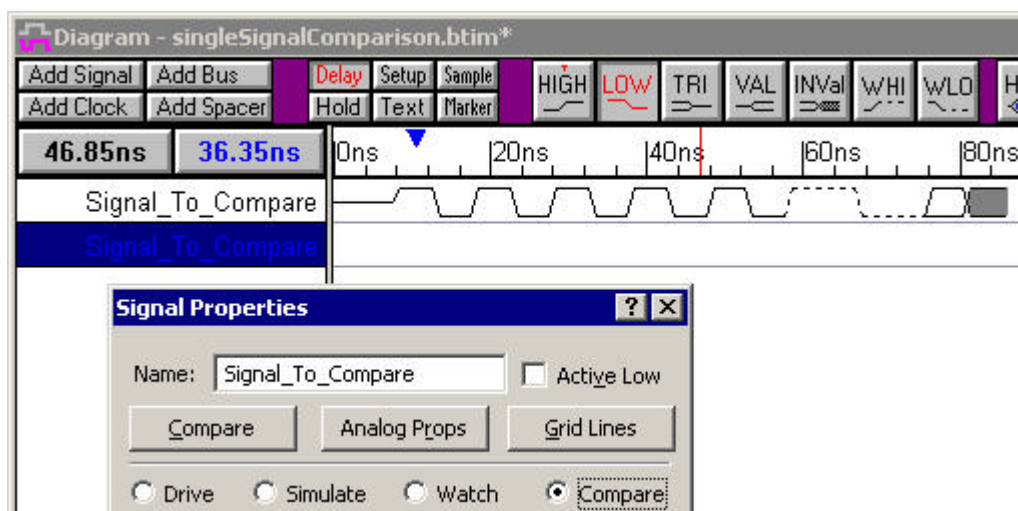 Diagram - singleSignalComparison.btim*
Add Signal Add Bus Delay Setup Sample HIGH LOW TRI VAL INVal WHI WLO H
Add Clock Add Spacer Hold Text Marker
46.85ns 36.35ns 0ns 20ns 40ns 60ns 80ns
Signal_To_Compare
Signal_To_Compare
Signal Properties ? X
Name: Signal_To_Compare Active Low
Compare Analog Props Grid Lines
Drive Simulate Watch Compare